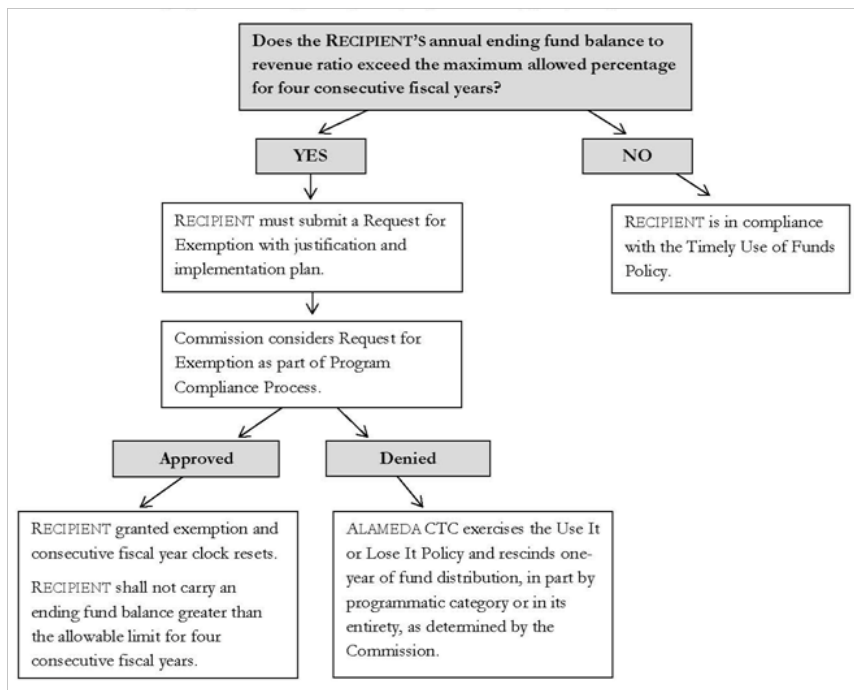 Does the RECIPIENT'S annual ending fund balance to
revenue ratio exceed the maximum allowed percentage
for four consecutive fiscal years?
YES
NO
RECIPIENT must submit a Request for
Exemption with justification and
implementation plan.
RECIPIENT is in compliance
with the Timely Use of Funds
Policy.
Commission considers Request for
Exemption as part of Program
Compliance Process.
Approved
Denied
RECIPIENT granted exemption and
consecutive fiscal year clock resets.
RECIPIENT shall not carry an
ending fund balance greater than
the allowable limit for four
consecutive fiscal years.
ALAMEDA CTC exercises the Use It
or Lose It Policy and rescinds one-
year of fund distribution, in part by
programmatic category or in its
entirety, as determined by the
Commission.